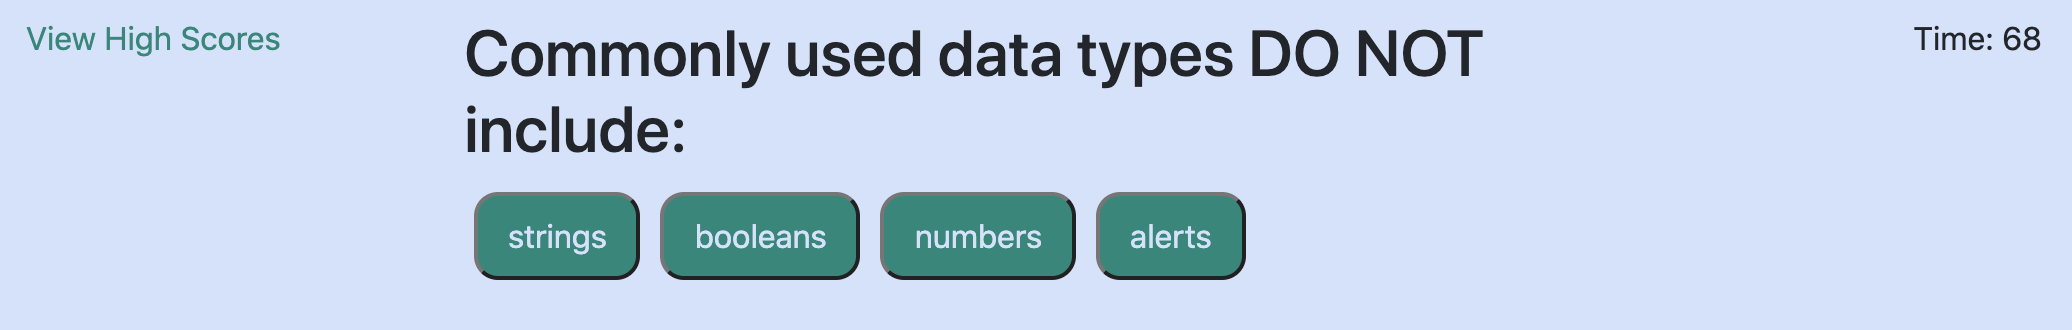 View High Scores
Commonly used data types DO NOT
include:
Time: 68
strings
booleans
numbers
alerts